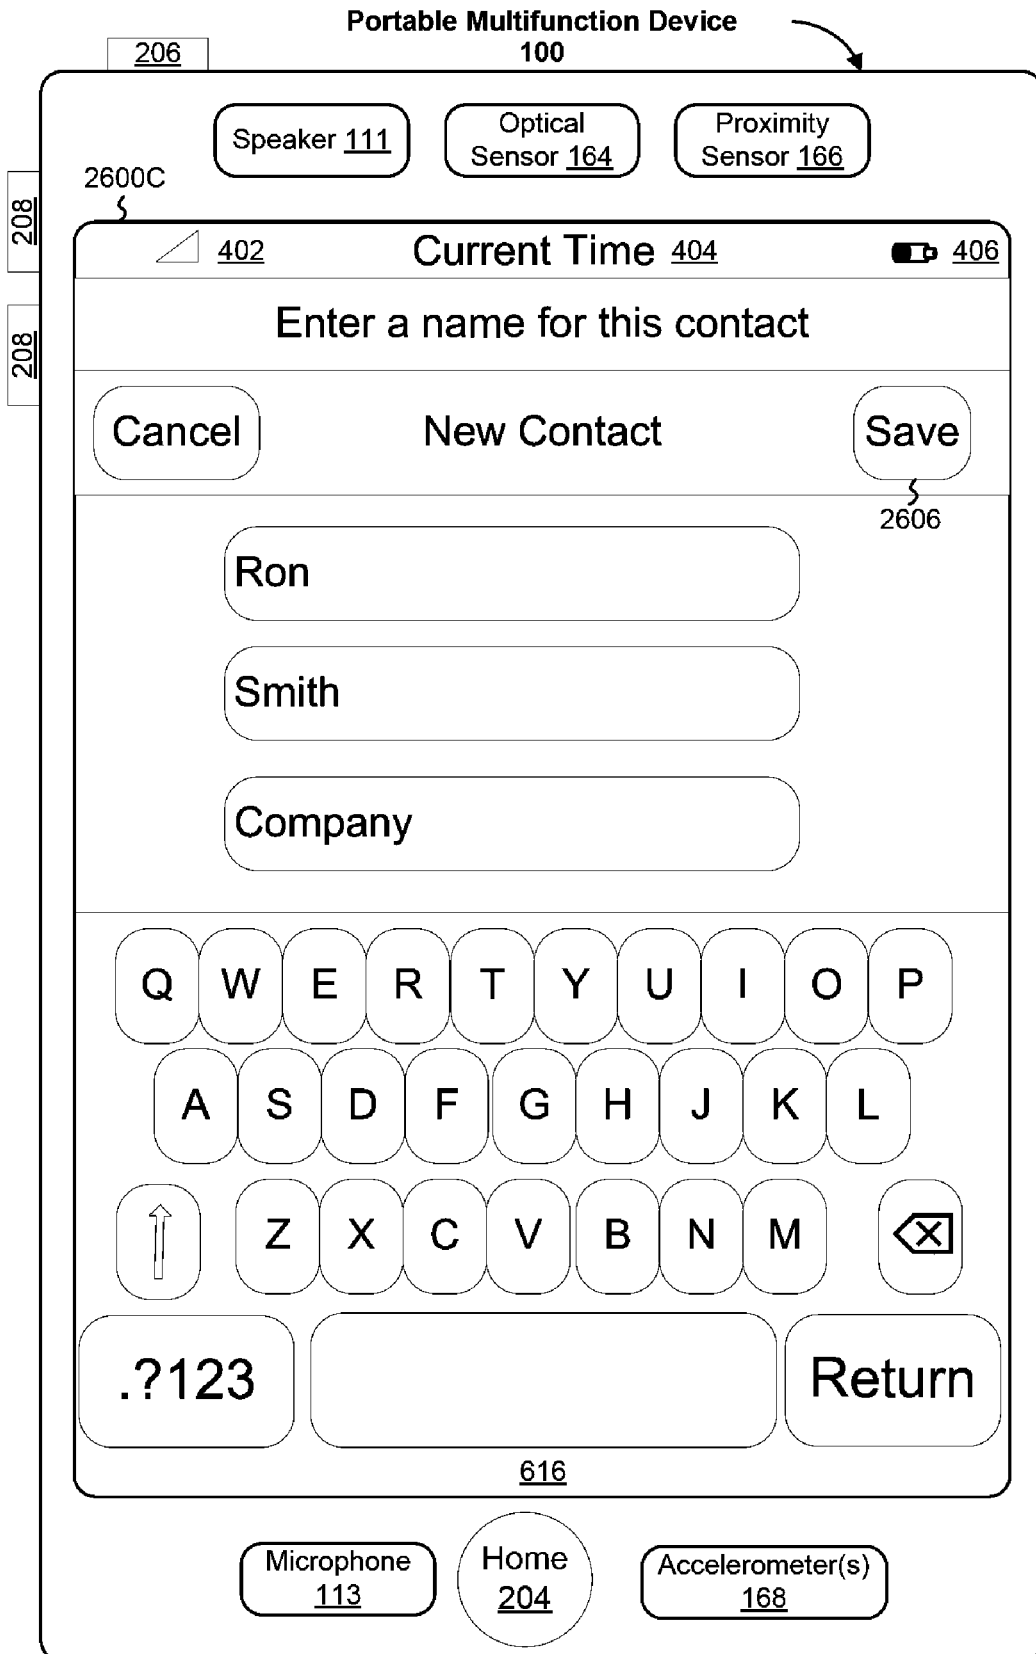 Portable Multifunction Device
100
206
Speaker 111
Optical
Sensor 164
Proximity
Sensor 166
2600C
208
208
402
Current Time 404
406
Enter a name for this contact
Cancel
New Contact
Save
2606
Ron
Smith
Company
Q W E R T Y U I O P
A S D F G H J K L
Z X C V B N M
.?123
Return
616
Microphone
113
Home
204
Accelerometer(s)
168